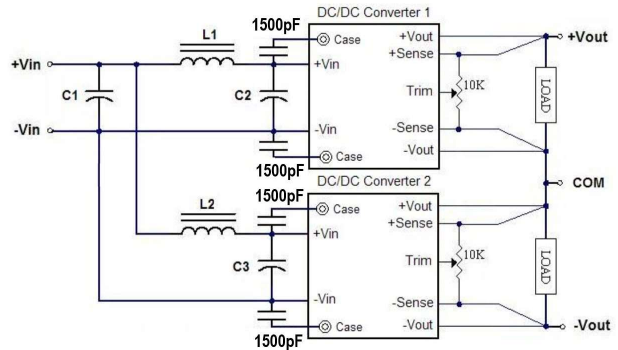 DC/DC Converter 1
1500pF
Case
+Vout
+Vout
L1
+Sense
+Vin
+Vin
LOAD
C1
C2
Trim
10K
-Vin
-Vin
-Sense
-Vout
Case
1500pF
DC/DC Converter 2
COM
1500pF
Case
+Vout
L2
+Sense
+Vin
LOAD
C3
Trim
10K
-Vin
-Sense
Case
-Vout
-Vout
1500pF